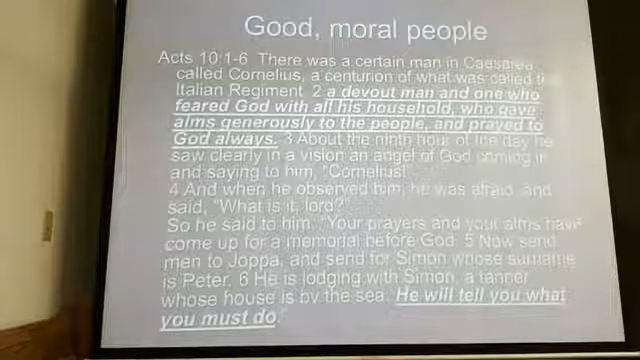 Good, moral people
Acts 10:1-6 There was a certain man in Caesarea
called Cornelius, a centurion of what was called the
Italian Regiment. 2 a devout man and one who
feared God with all his household, who gave
alms generously to the people, and prayed to
God always. 3 About the ninth hour of the day he
saw clearly in a vision an angel of God coming in
and saying to him, "Cornelius!"
4 And when he observed him, he was afraid, and
said, "What is it, lord?"
So he said to him, "Your prayers and your alms have
come up for a memorial before God. 5 Now send
men to Joppa, and send for Simon whose surname
is Peter. 6 He is lodging with Simon, a tanner
whose house is by the sea. He will tell you what
you must do.